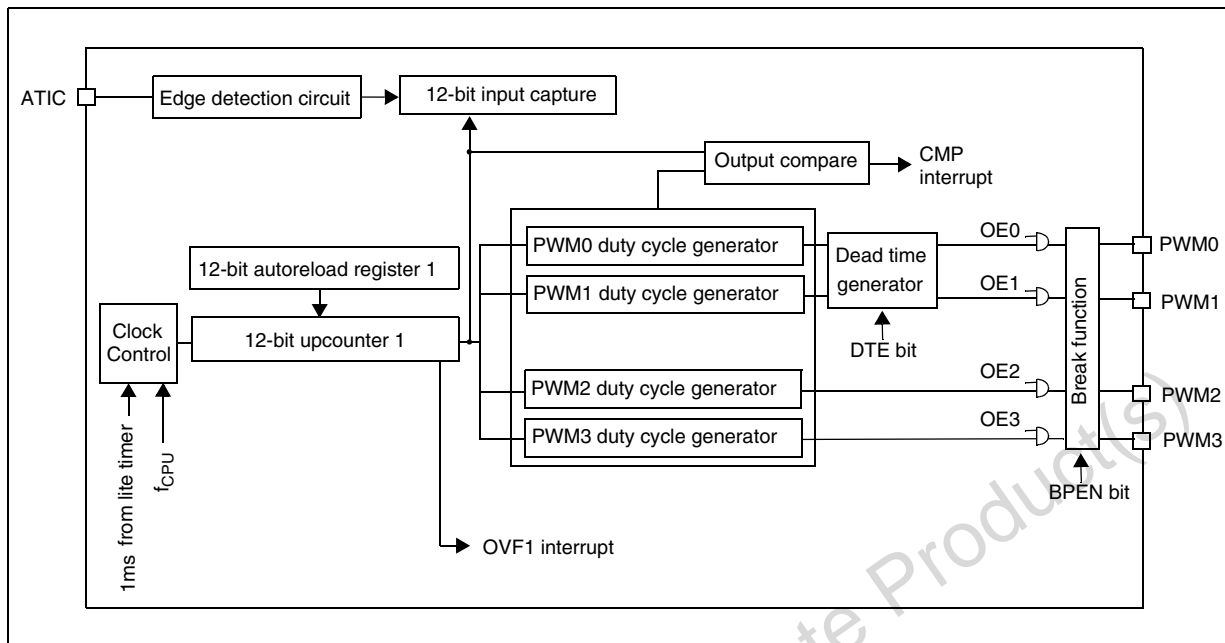 ATIC
Edge detection circuit
12-bit input capture
Output compare
CMP
interrupt
PWM0 duty cycle generator
PWM1 duty cycle generator
PWM2 duty cycle generator
PWM3 duty cycle generator
Dead time
generator
DTE bit
OE0
OE1
OE2
OE3
Break function
BPEN bit
PWM0
PWM1
PWM2
PWM3
12-bit autoreload register 1
12-bit upcounter 1
Clock
Control
1ms from lite timer
fCPU
OVF1 interrupt
Product(s)